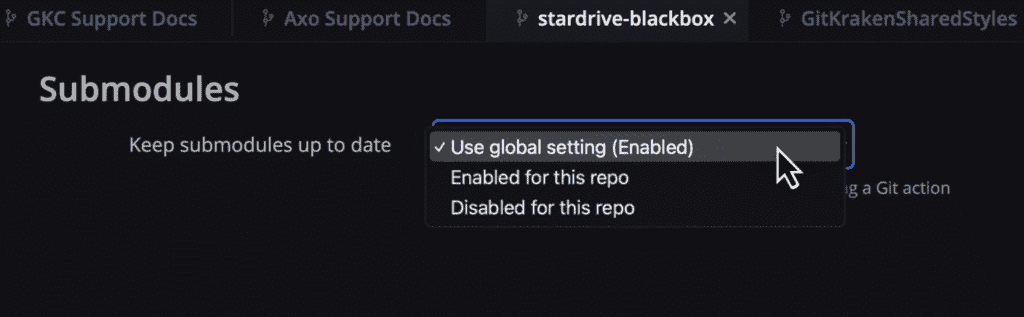 GKC Support Docs
Axo Support Docs
stardrive-blackbox
GitKrakenSharedStyles
Submodules
Keep submodules up to date
✓ Use global setting (Enabled)
Enabled for this repo
Disabled for this repo
a Git action